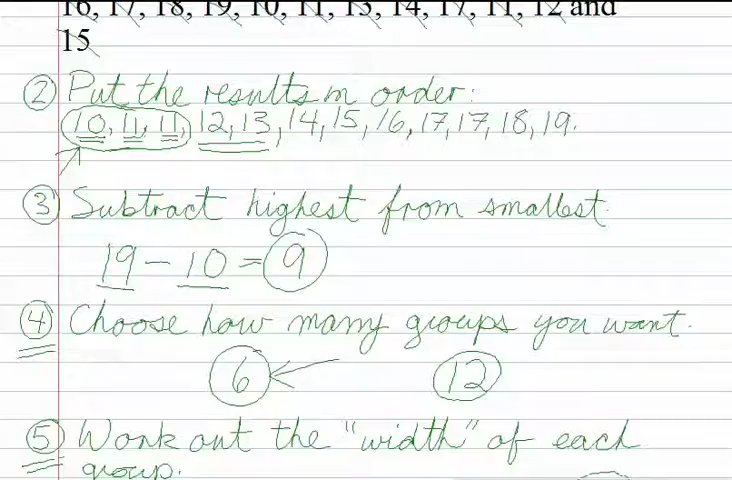 16, 17, 18, 19, 10, 11, 13, 14, 17, 11, 12 and
15
② Put the results in order:
10, 11, 11, 12, 13, 14, 15, 16, 17, 17, 18, 19.
③ Subtract highest from smallest.
19 - 10 = 9
④ Choose how many groups you want.
6 12
⑤ Work out the "width" of each
group.